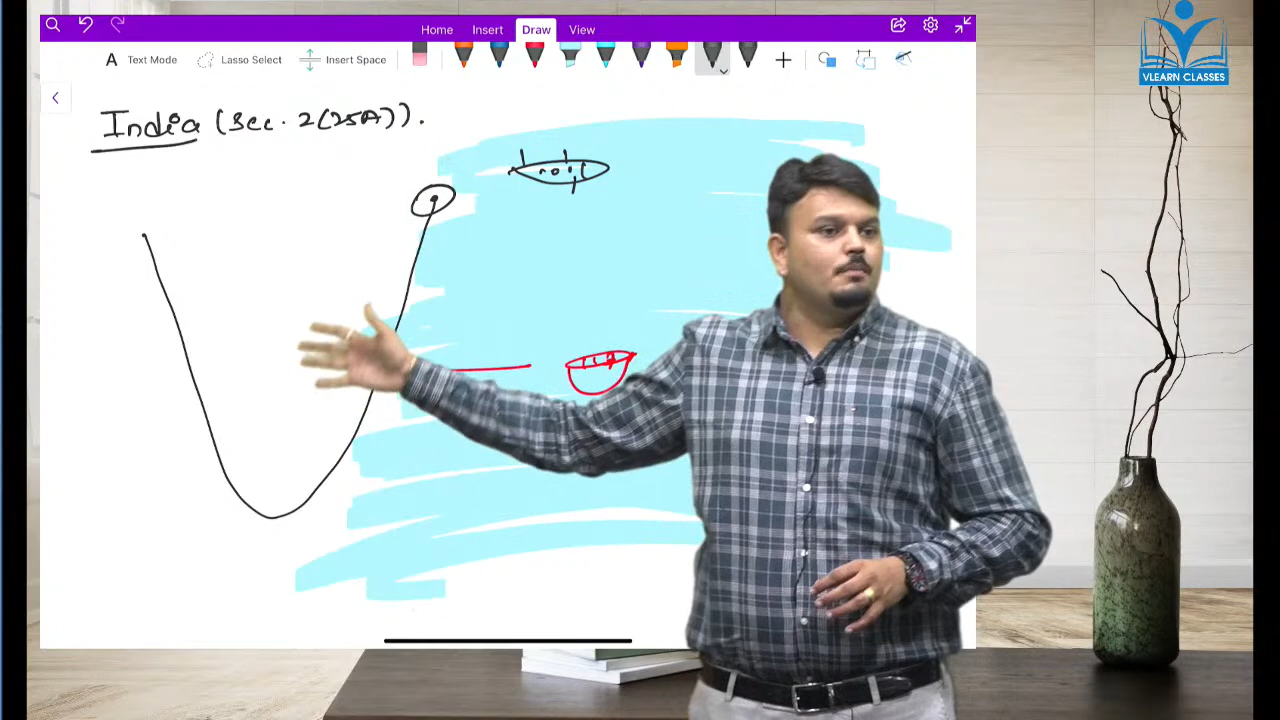 Home Insert Draw View
VLEARN CLASSES
Text Mode Lasso Select Insert Space
India (Sec. 2(25A)).